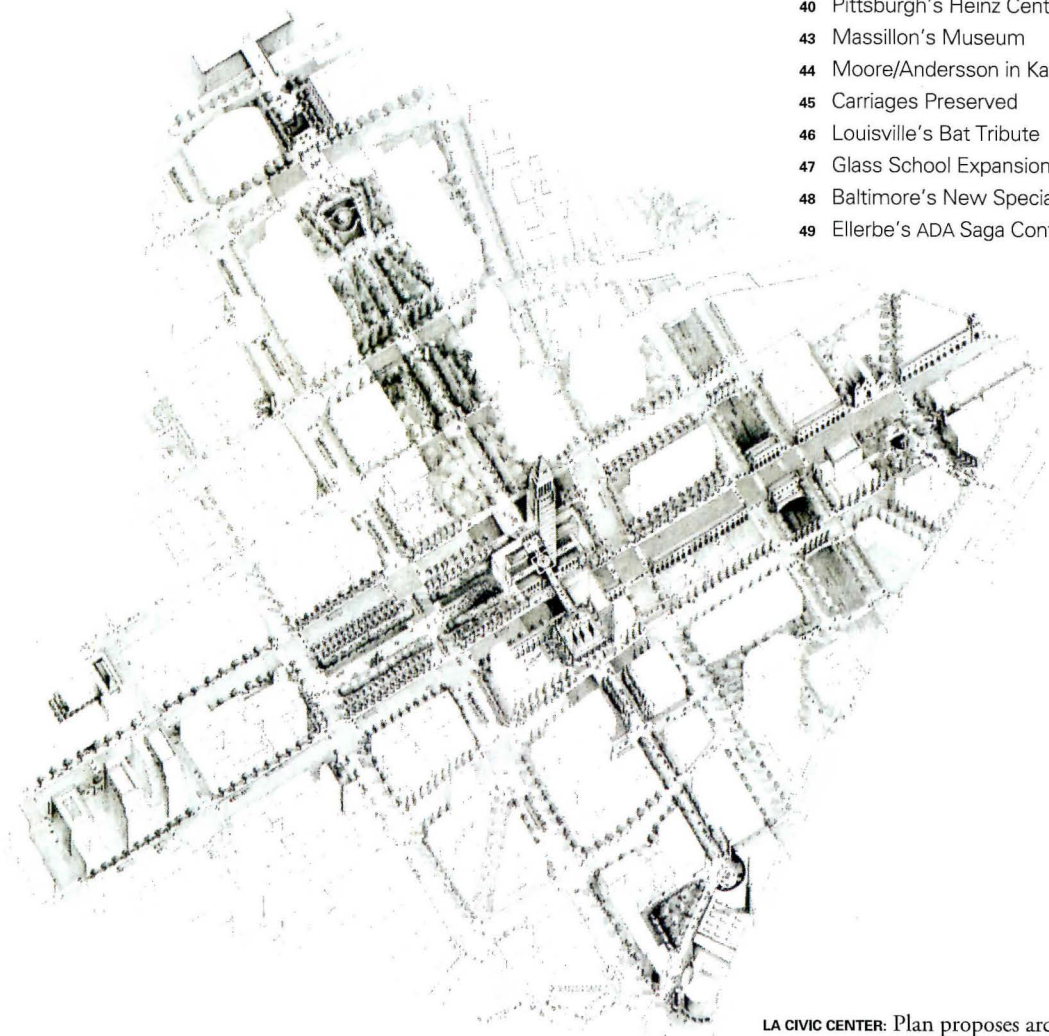 40 Pittsburgh's Heinz Cent
43 Massillon's Museum
44 Moore/Andersson in Ka
45 Carriages Preserved
46 Louisville's Bat Tribute
47 Glass School Expansion
48 Baltimore's New Specia
49 Ellerbe's ADA Saga Con
LA CIVIC CENTER: Plan proposes are